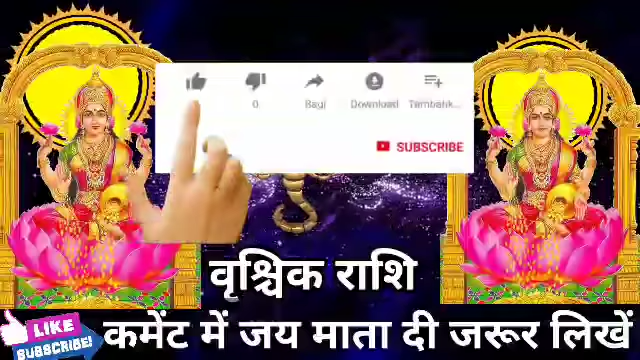 0 Bagi Download Tambahk...
SUBSCRIBE
वृश्चिक राशि
LIKE
SUBSCRIBE!
कमेंट में जय माता दी जरूर लिखें